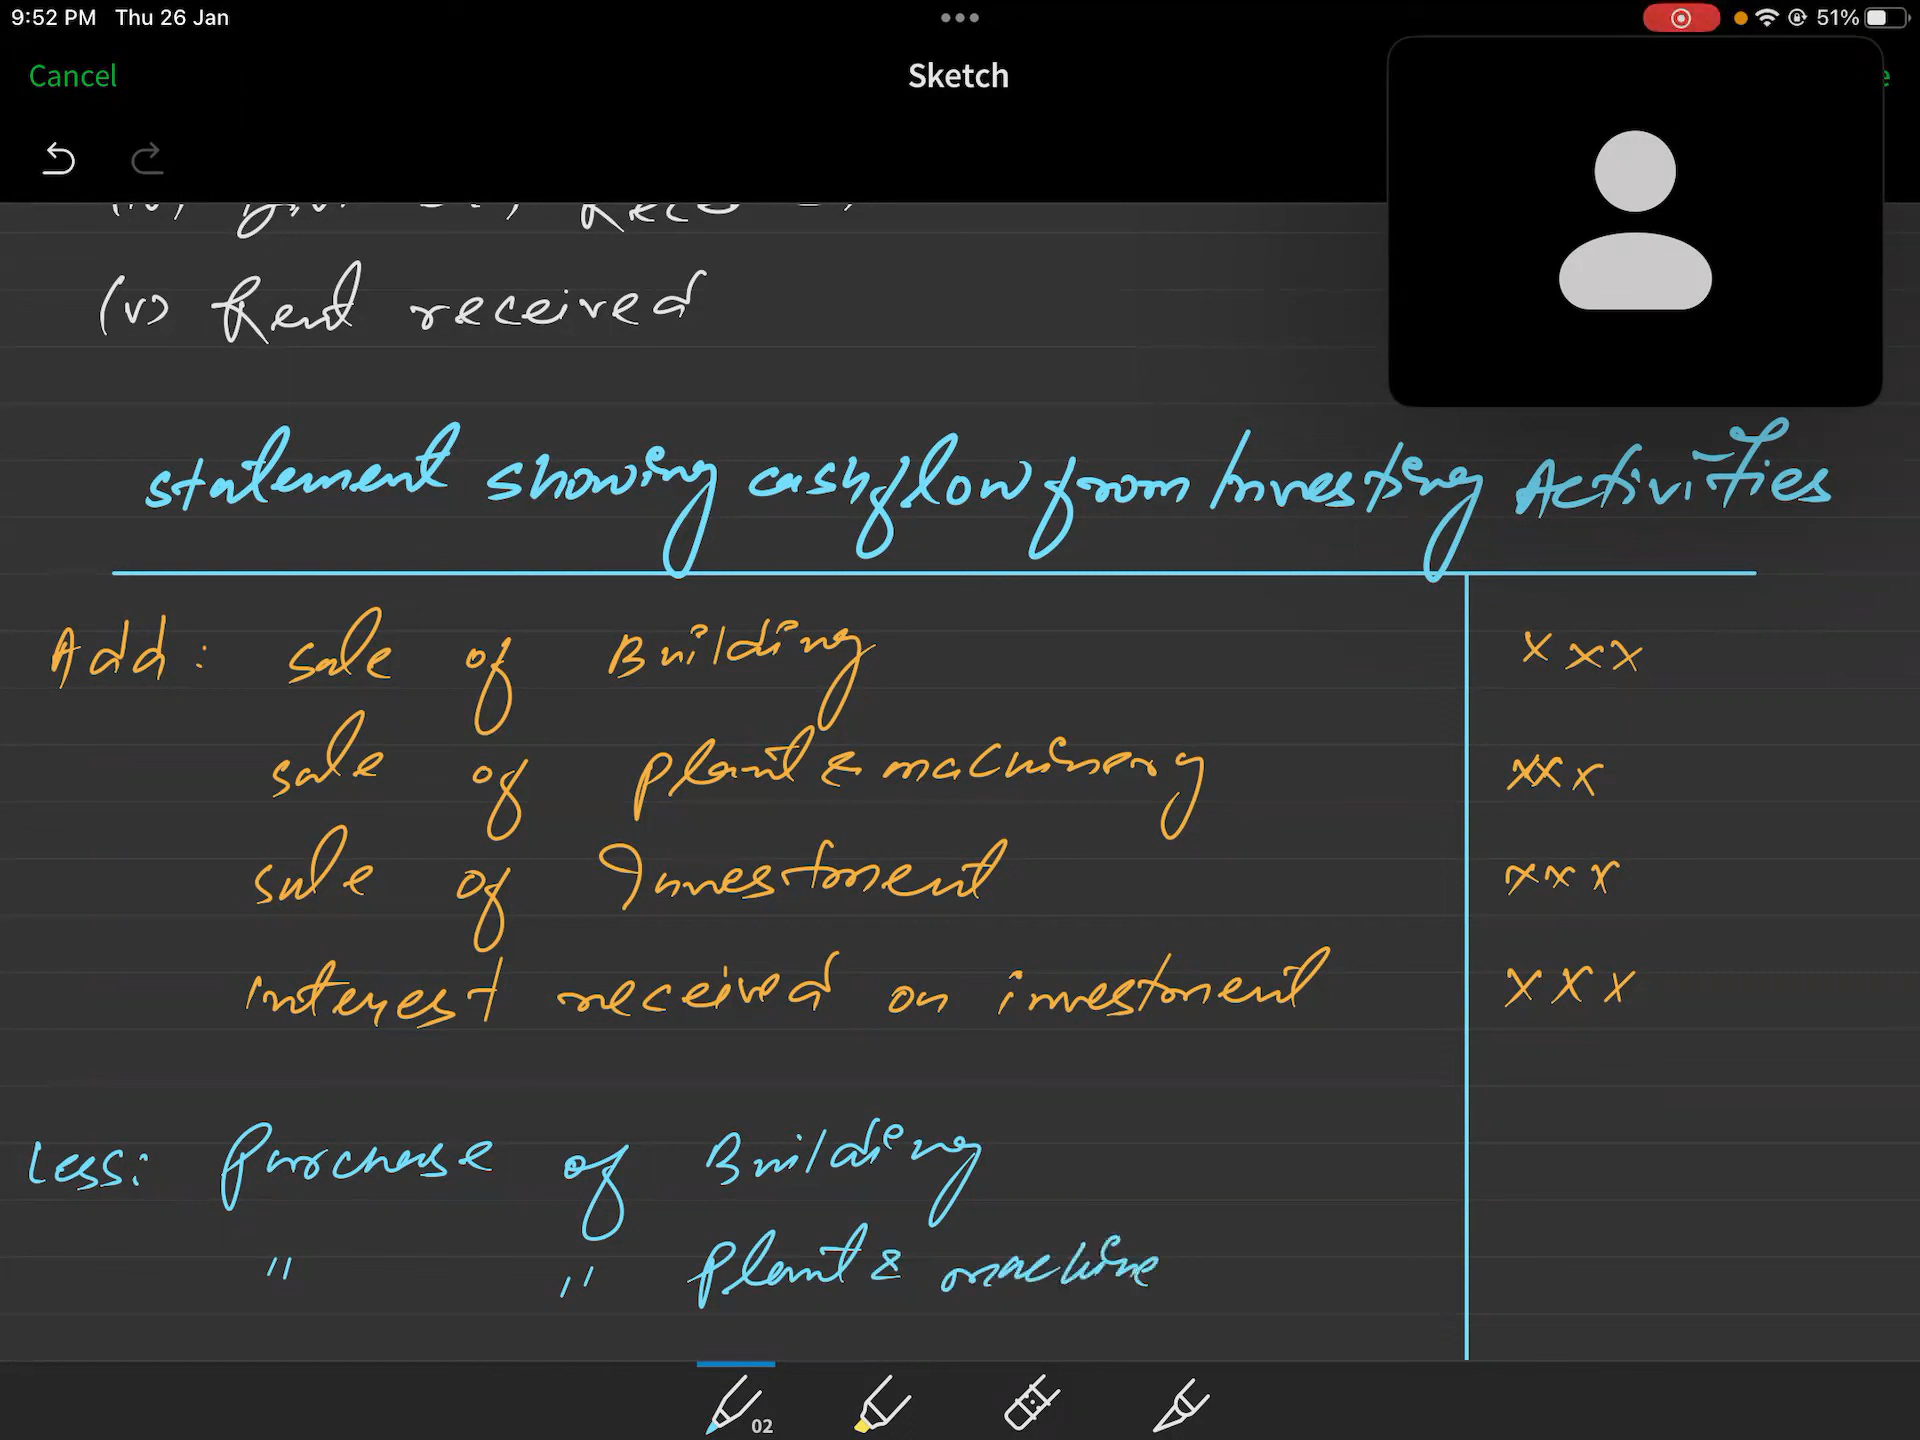 9:52 PM Thu 26 Jan
51%
Cancel
Sketch
(v) Rent received
statement showing cashflow from Investing Activities
Add: sale of Building xxx
sale of plant & machinery xxx
sale of Investment xxx
interest received on investment xxx
Less: Purchase of Building
" " Plant & machine
02